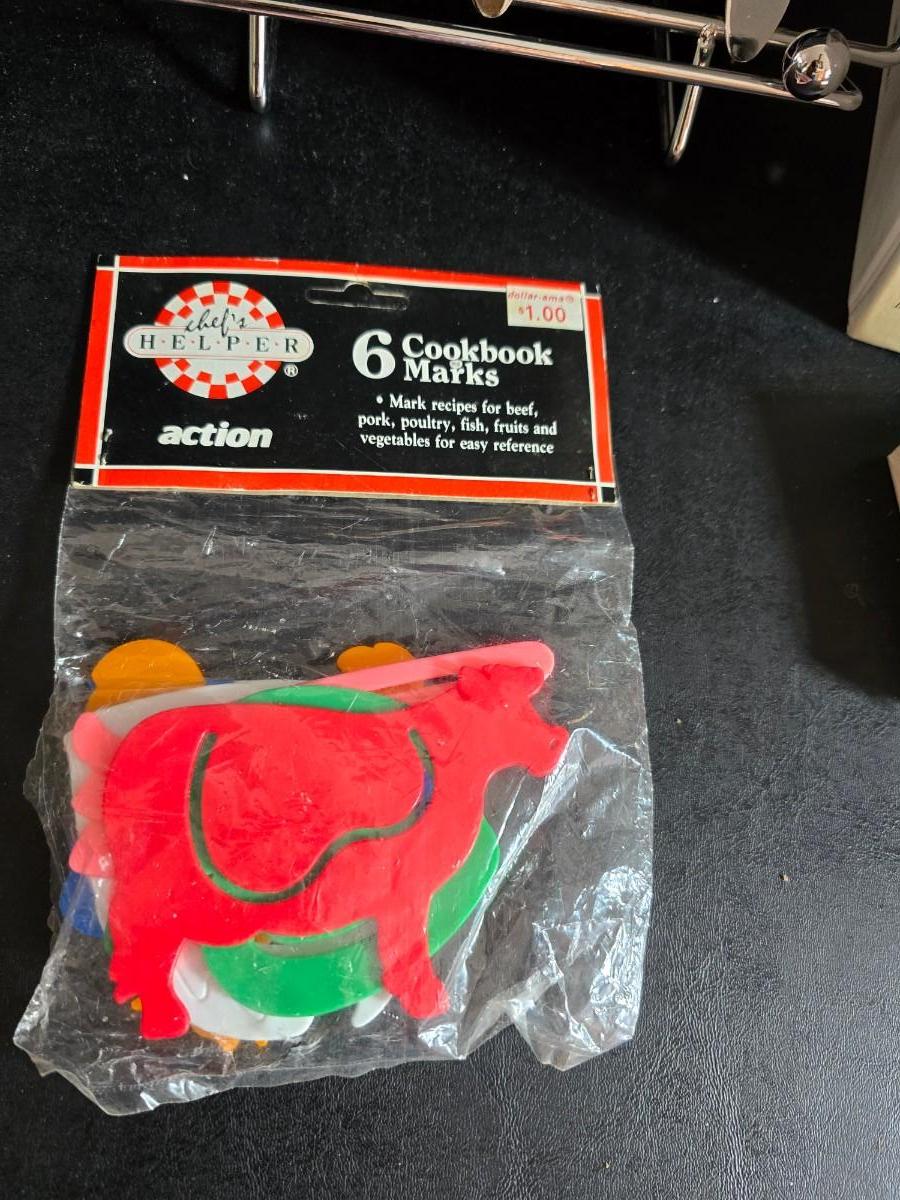 chef's
H·E·L·P·E·R
®
action
dollar-ama®
$1.00
6 Cookbook
Marks
• Mark recipes for beef,
pork, poultry, fish, fruits and
vegetables for easy reference